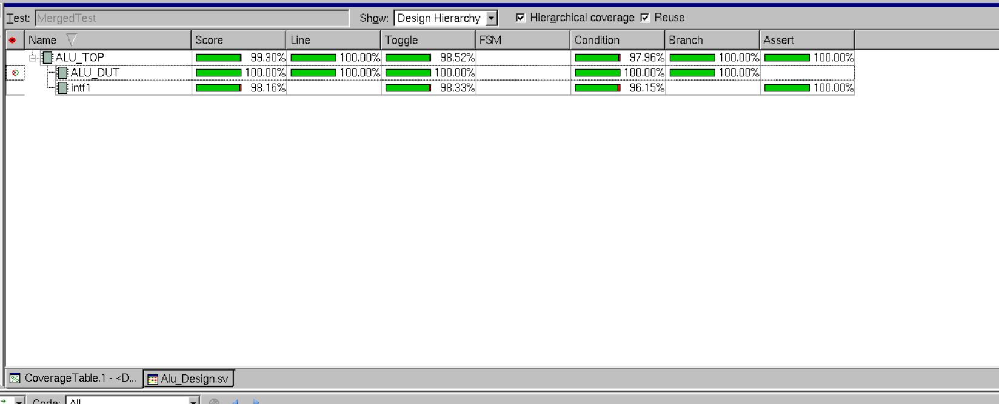 Test: MergedTest Show: Design Hierarchy Hierarchical coverage Reuse
Name Score Line Toggle FSM Condition Branch Assert
ALU_TOP 99.30% 100.00% 98.52% 97.96% 100.00% 100.00%
ALU_DUT 100.00% 100.00% 100.00% 100.00% 100.00%
intf1 98.16% 98.33% 96.15% 100.00%
CoverageTable.1 - <D... Alu_Design.sv
Code: All